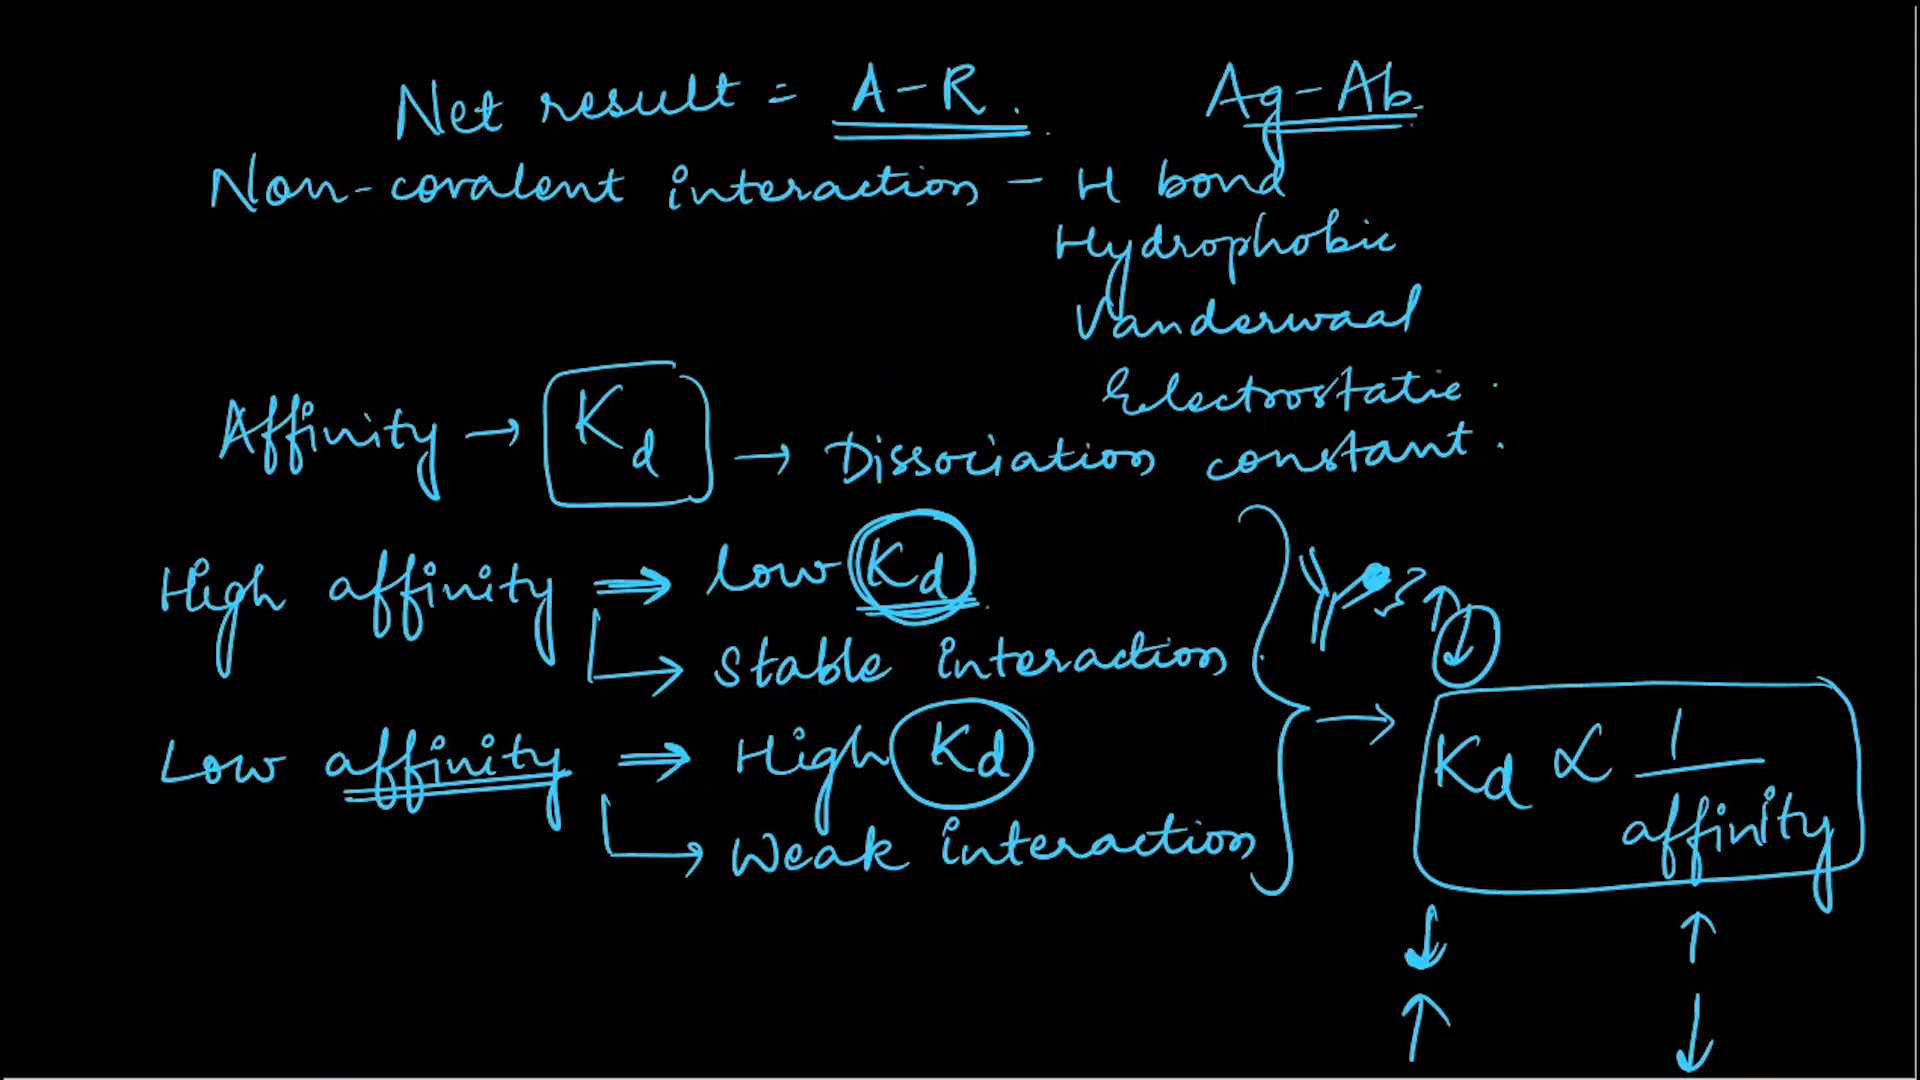 Net result = A-R. Ag-Ab.
Non-covalent interaction - H bond
Hydrophobic
Vanderwaal
Electrostatic.
Affinity → Kd → Dissociation constant.
High affinity ⇒ low Kd
→ Stable interaction
Low affinity ⇒ High Kd
→ Weak interaction
→ Kd ∝ 1/affinity
↓ ↑
↑ ↓